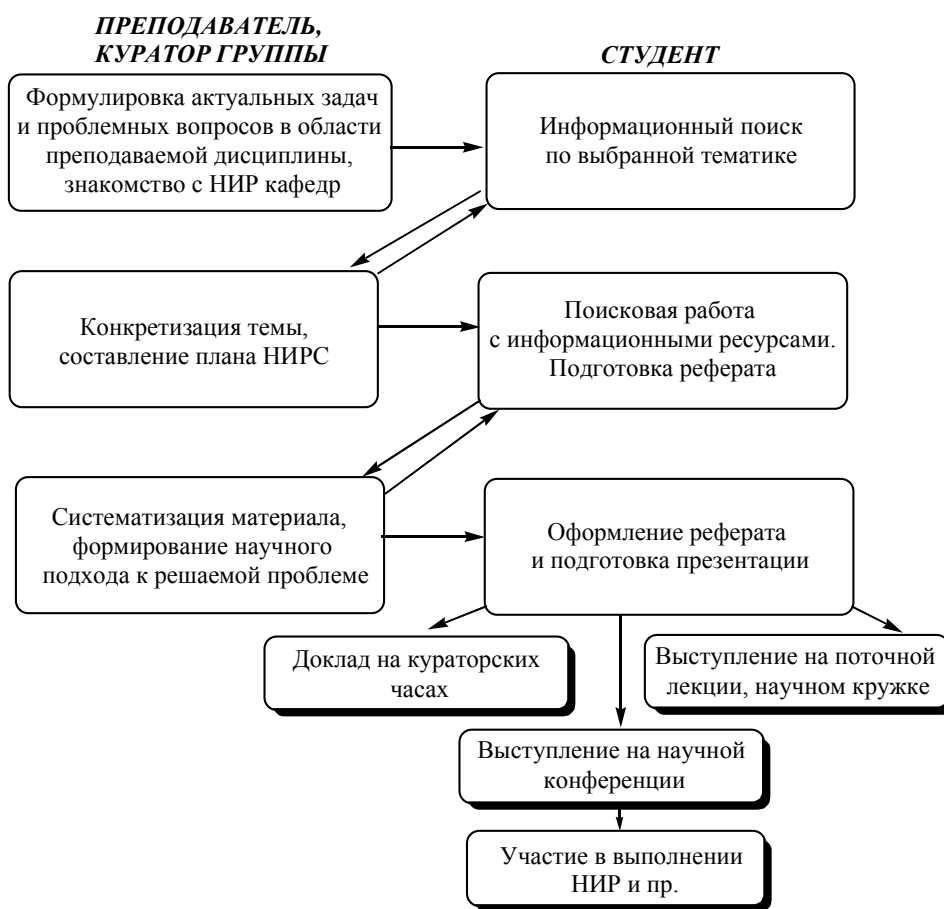 ПРЕПОДАВАТЕЛЬ,
КУРАТОР ГРУППЫ
СТУДЕНТ
Формулировка актуальных задач
и проблемных вопросов в области
преподаваемой дисциплины,
знакомство с НИР кафедр
Информационный поиск
по выбранной тематике
Конкретизация темы,
составление плана НИРС
Поисковая работа
с информационными ресурсами.
Подготовка реферата
Систематизация материала,
формирование научного
подхода к решаемой проблеме
Оформление реферата
и подготовка презентации
Доклад на кураторских
часах
Выступление на поточной
лекции, научном кружке
Выступление на научной
конференции
Участие в выполнении
НИР и пр.